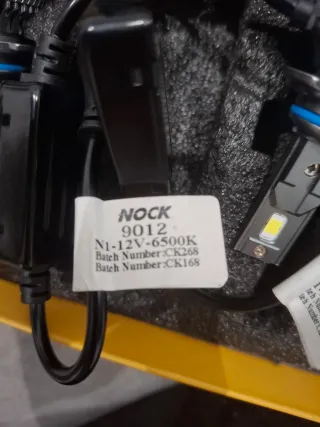 NOCK
9012
N1-12V-6500K
Batch Number:CK268
Batch Number:CK168